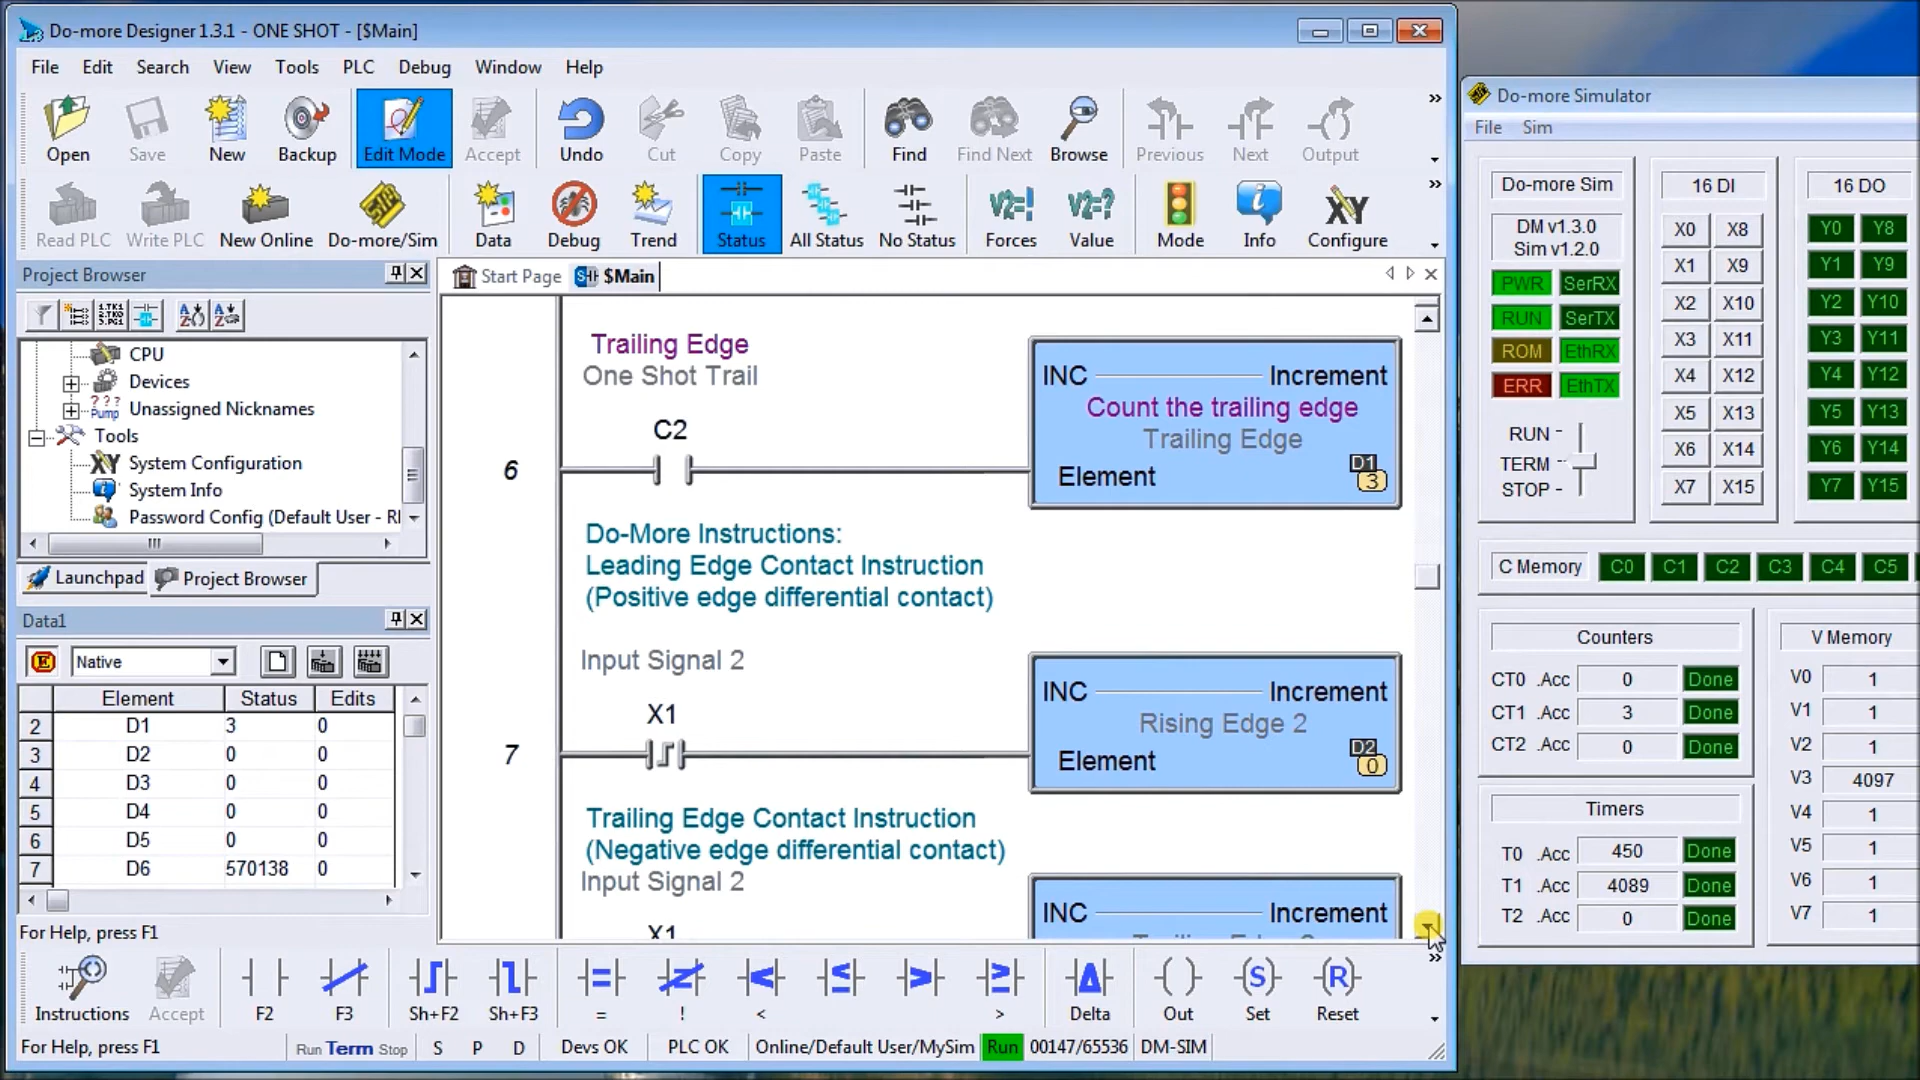 Do-more Designer 1.3.1 - ONE SHOT - [$Main]
File Edit Search View Tools PLC Debug Window Help
Open Save New Backup Edit Mode Accept Undo Cut Copy Paste Find Find Next Browse Previous Next Output
Read PLC Write PLC New Online Do-more/Sim Data Debug Trend Status All Status No Status Forces Value Mode Info Configure
Project Browser
Start Page $Main
CPU
Devices
Unassigned Nicknames
Tools
System Configuration
System Info
Password Config (Default User - R
Launchpad Project Browser
Data1
Native
Element Status Edits
2 D1 3 0
3 D2 0 0
4 D3 0 0
5 D4 0 0
6 D5 0 0
7 D6 570138 0
For Help, press F1
Trailing Edge
One Shot Trail
C2
6
INC Increment
Count the trailing edge
Trailing Edge
Element D1 3
Do-More Instructions:
Leading Edge Contact Instruction
(Positive edge differential contact)
Input Signal 2
X1
7
INC Increment
Rising Edge 2
Element D2 0
Trailing Edge Contact Instruction
(Negative edge differential contact)
Input Signal 2
X1
INC Increment
Instructions Accept F2 F3 Sh+F2 Sh+F3 = ! < > Delta Out Set Reset
For Help, press F1 Run Term Stop S P D Devs OK PLC OK Online/Default User/MySim Run 00147/65536 DM-SIM
Do-more Simulator
File Sim
Do-more Sim
DM v1.3.0
Sim v1.2.0
PWR SerRX
RUN SerTX
ROM EthRX
ERR EthTX
RUN
TERM
STOP
16 DI
X0 X8
X1 X9
X2 X10
X3 X11
X4 X12
X5 X13
X6 X14
X7 X15
16 DO
Y0 Y8
Y1 Y9
Y2 Y10
Y3 Y11
Y4 Y12
Y5 Y13
Y6 Y14
Y7 Y15
C Memory C0 C1 C2 C3 C4 C5
Counters
CT0 .Acc 0 Done
CT1 .Acc 3 Done
CT2 .Acc 0 Done
Timers
T0 .Acc 450 Done
T1 .Acc 4089 Done
T2 .Acc 0 Done
V Memory
V0 1
V1 1
V2 1
V3 4097
V4 1
V5 1
V6 1
V7 1